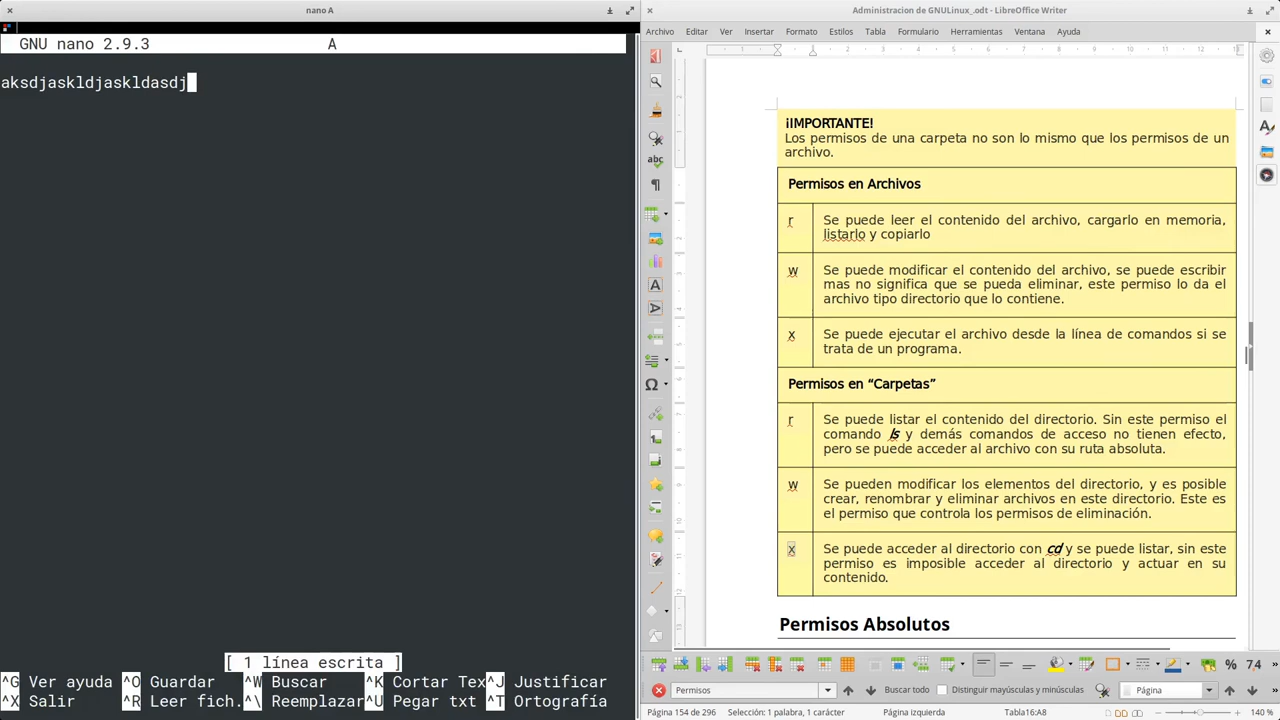 nano A
GNU nano 2.9.3 A
aksdjaskldjaskldasdj
[ 1 línea escrita ]
^G Ver ayuda ^O Guardar ^W Buscar ^K Cortar Tex^J Justificar
^X Salir ^R Leer fich.^\ Reemplazar^U Pegar txt ^T Ortografía
Administracion de GNULinux_.odt - LibreOffice Writer
Archivo Editar Ver Insertar Formato Estilos Tabla Formulario Herramientas Ventana Ayuda
¡IMPORTANTE!
Los permisos de una carpeta no son lo mismo que los permisos de un
archivo.
Permisos en Archivos
r Se puede leer el contenido del archivo, cargarlo en memoria,
listarlo y copiarlo
w Se puede modificar el contenido del archivo, se puede escribir
mas no significa que se pueda eliminar, este permiso lo da el
archivo tipo directorio que lo contiene.
x Se puede ejecutar el archivo desde la línea de comandos si se
trata de un programa.
Permisos en “Carpetas”
r Se puede listar el contenido del directorio. Sin este permiso el
comando ls y demás comandos de acceso no tienen efecto,
pero se puede acceder al archivo con su ruta absoluta.
w Se pueden modificar los elementos del directorio, y es posible
crear, renombrar y eliminar archivos en este directorio. Este es
el permiso que controla los permisos de eliminación.
x Se puede acceder al directorio con cd y se puede listar, sin este
permiso es imposible acceder al directorio y actuar en su
contenido.
Permisos Absolutos
Permisos Buscar todo Distinguir mayúsculas y minúsculas Página
Página 154 de 296 Selección: 1 palabra, 1 carácter Página izquierda Tabla16:A8 140 %